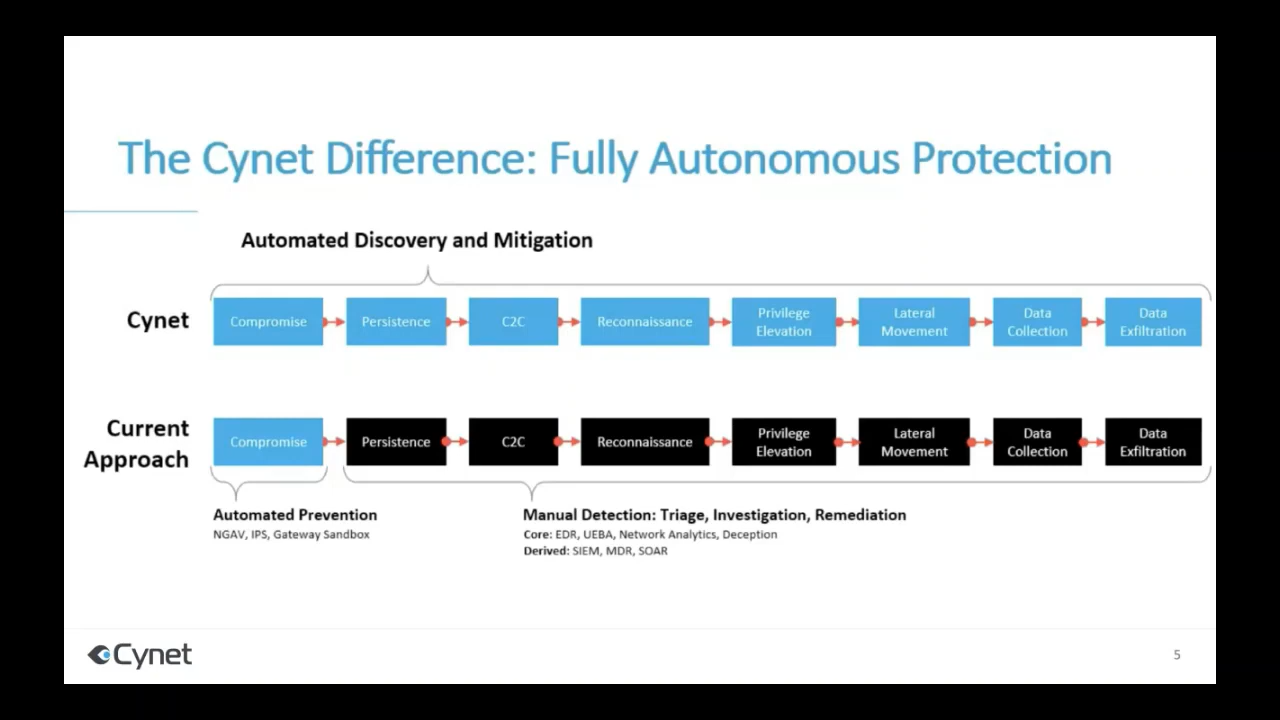 The Cynet Difference: Fully Autonomous Protection
Automated Discovery and Mitigation
Cynet
Compromise
Persistence
C2C
Reconnaissance
Privilege
Elevation
Lateral
Movement
Data
Collection
Data
Exfiltration
Current
Approach
Compromise
Persistence
C2C
Reconnaissance
Privilege
Elevation
Lateral
Movement
Data
Collection
Data
Exfiltration
Automated Prevention
NGAV, IPS, Gateway Sandbox
Manual Detection: Triage, Investigation, Remediation
Core: EDR, UEBA, Network Analytics, Deception
Derived: SIEM, MDR, SOAR
Cynet
5